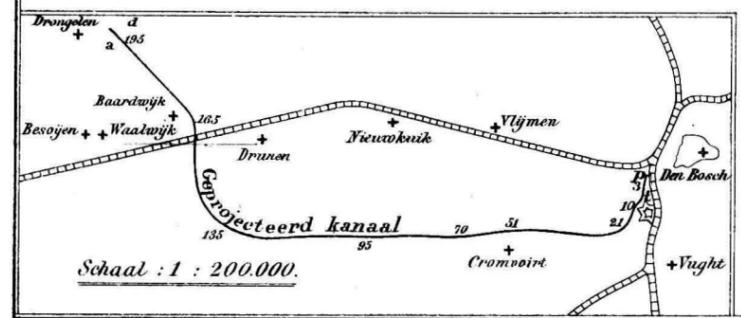 Drongelen
d
a
195
Baardwijk
165
Besoijen
Waalwijk
Drunen
Nieuwkuik
Vlijmen
Den Bosch
P
3
10
21
Geprojecteerd kanaal
135
95
70
51
Cromvoirt
Vught
Schaal : 1 : 200.000.